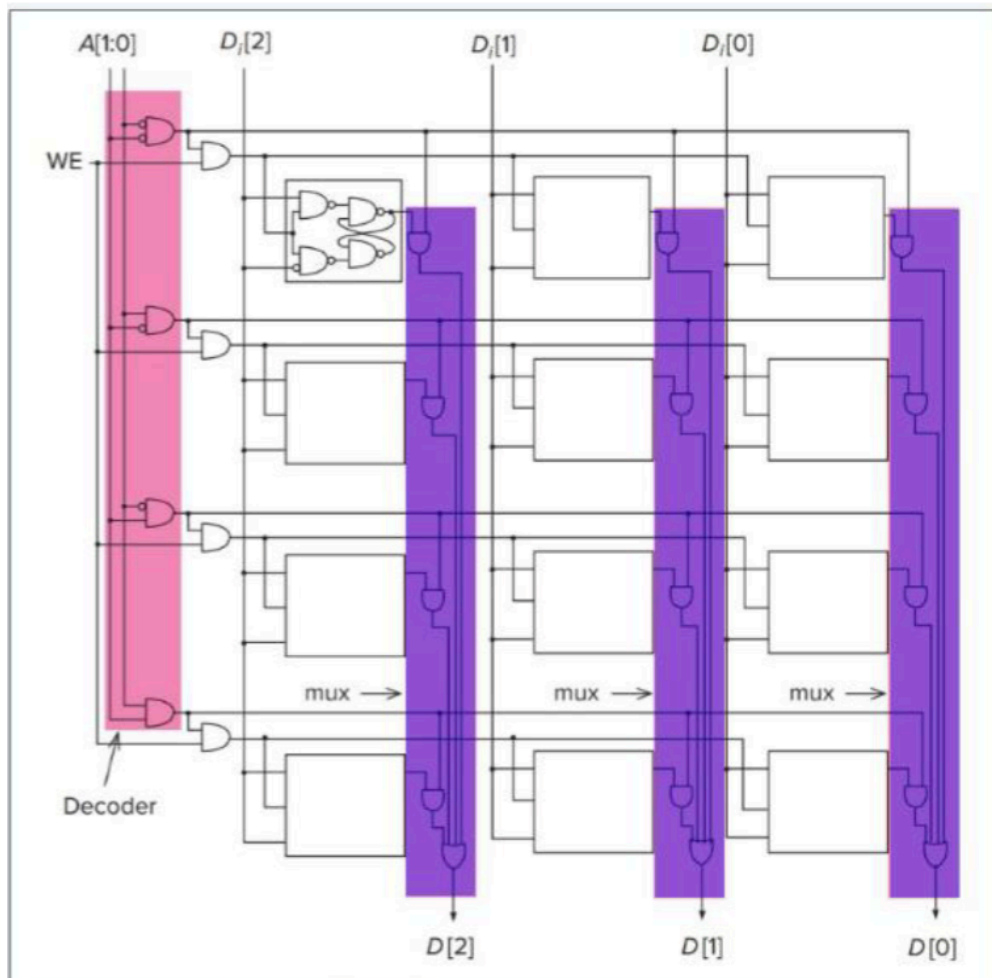 A[1:0] Dᵢ[2] Dᵢ[1] Dᵢ[0]
WE
mux mux mux
Decoder
D[2] D[1] D[0]